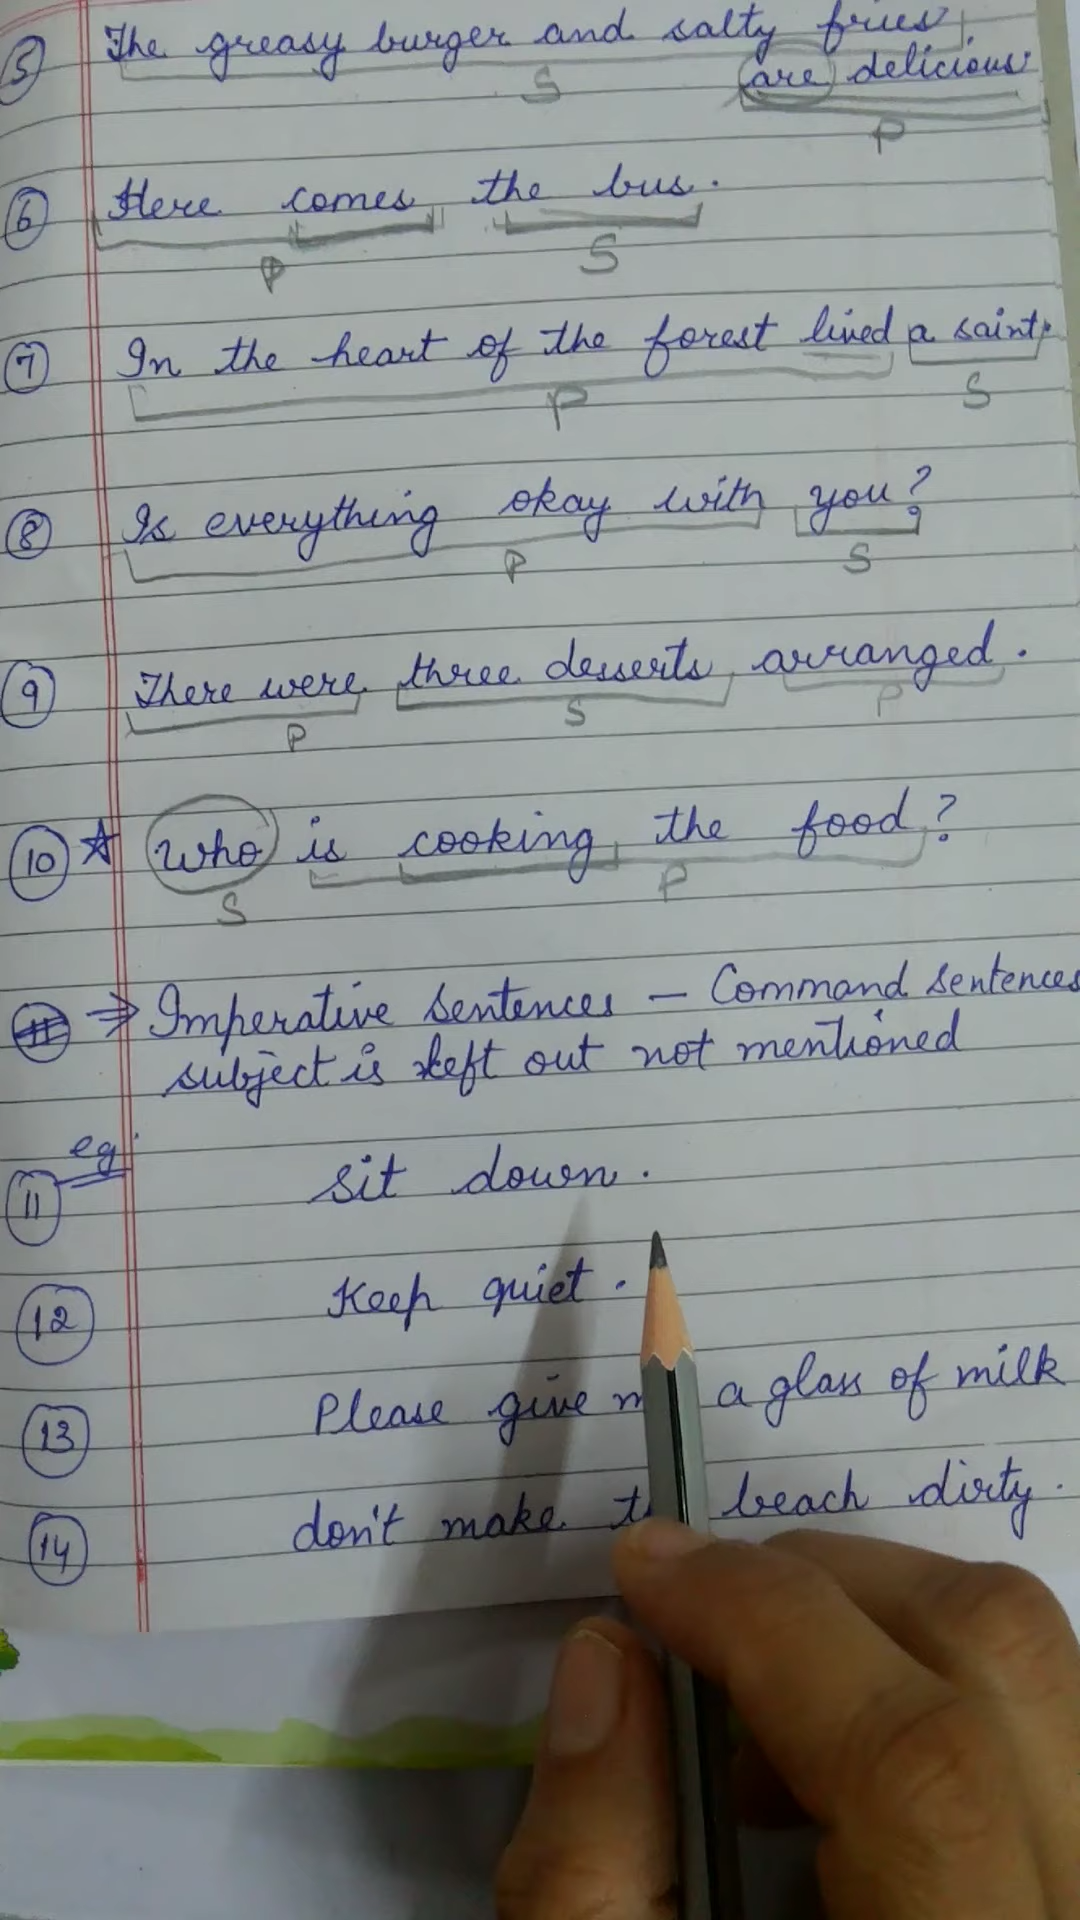 5 The greasy burger and salty fries
are delicious.
S
P
6 Here comes the bus.
P S
7 In the heart of the forest lived a saint.
P S
8 Is everything okay with you?
P S
9 There were three desserts arranged.
P S P
10 ☆ Who is cooking the food?
S P
⇒ Imperative sentences – Command sentences
subject is kept out not mentioned
eg
11 Sit down.
12 Keep quiet.
13 Please give a glass of milk
14 don't make beach dirty.